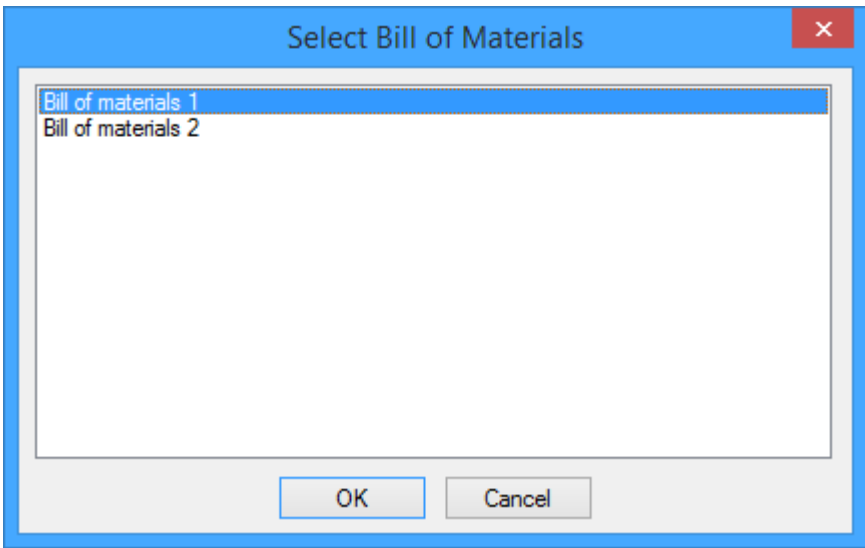 Select Bill of Materials
Bill of materials 1
Bill of materials 2
OK
Cancel